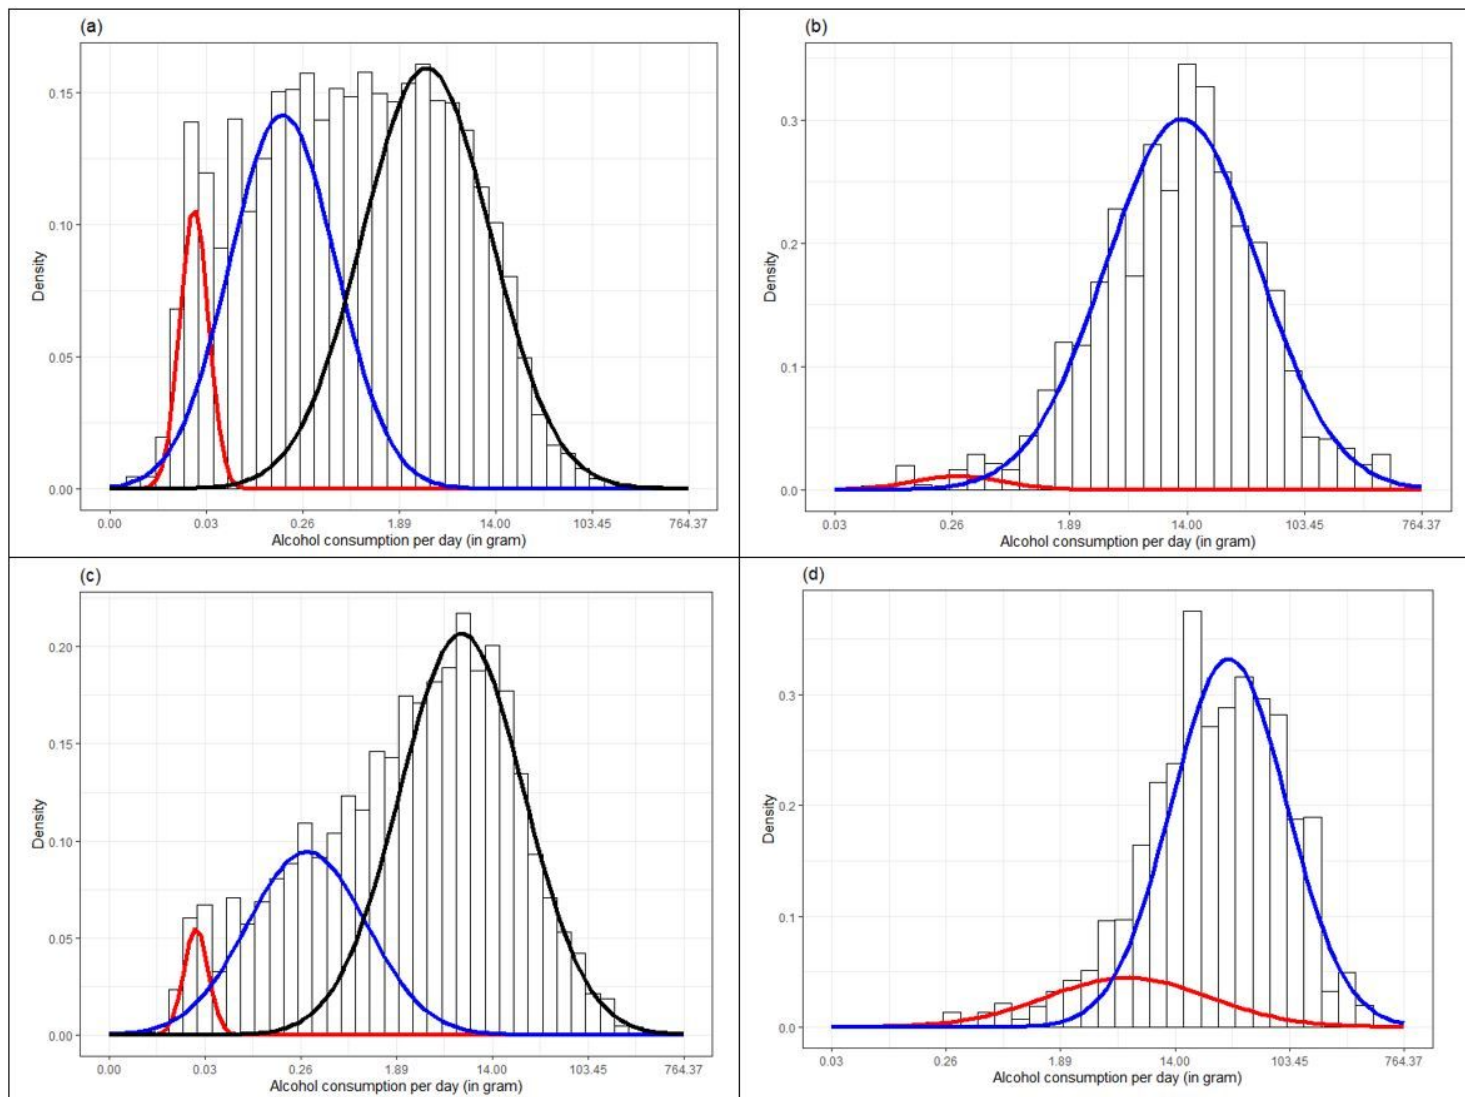 (a)
0.15
0.10
0.05
0.00
Density
0.00 0.03 0.26 1.89 14.00 103.45 764.37
Alcohol consumption per day (in gram)
(b)
0.3
0.2
0.1
0.0
Density
0.03 0.26 1.89 14.00 103.45 764.37
Alcohol consumption per day (in gram)
(c)
0.20
0.15
0.10
0.05
0.00
Density
0.00 0.03 0.26 1.89 14.00 103.45 764.37
Alcohol consumption per day (in gram)
(d)
0.3
0.2
0.1
0.0
Density
0.03 0.26 1.89 14.00 103.45 764.37
Alcohol consumption per day (in gram)